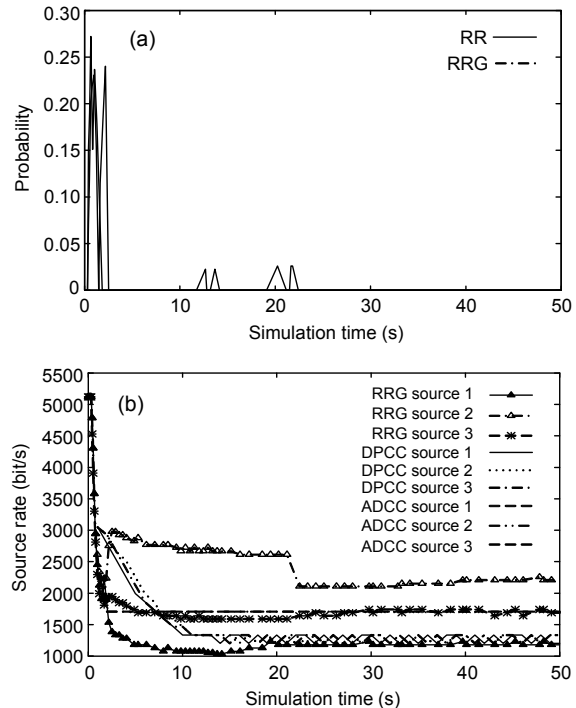 (a)
RR
RRG
0.30
0.25
0.20
0.15
0.10
0.05
0
Probability
0 10 20 30 40 50
Simulation time (s)
(b)
RRG source 1
RRG source 2
RRG source 3
DPCC source 1
DPCC source 2
DPCC source 3
ADCC source 1
ADCC source 2
ADCC source 3
5500
5000
4500
4000
3500
3000
2500
2000
1500
1000
Source rate (bit/s)
0 10 20 30 40 50
Simulation time (s)